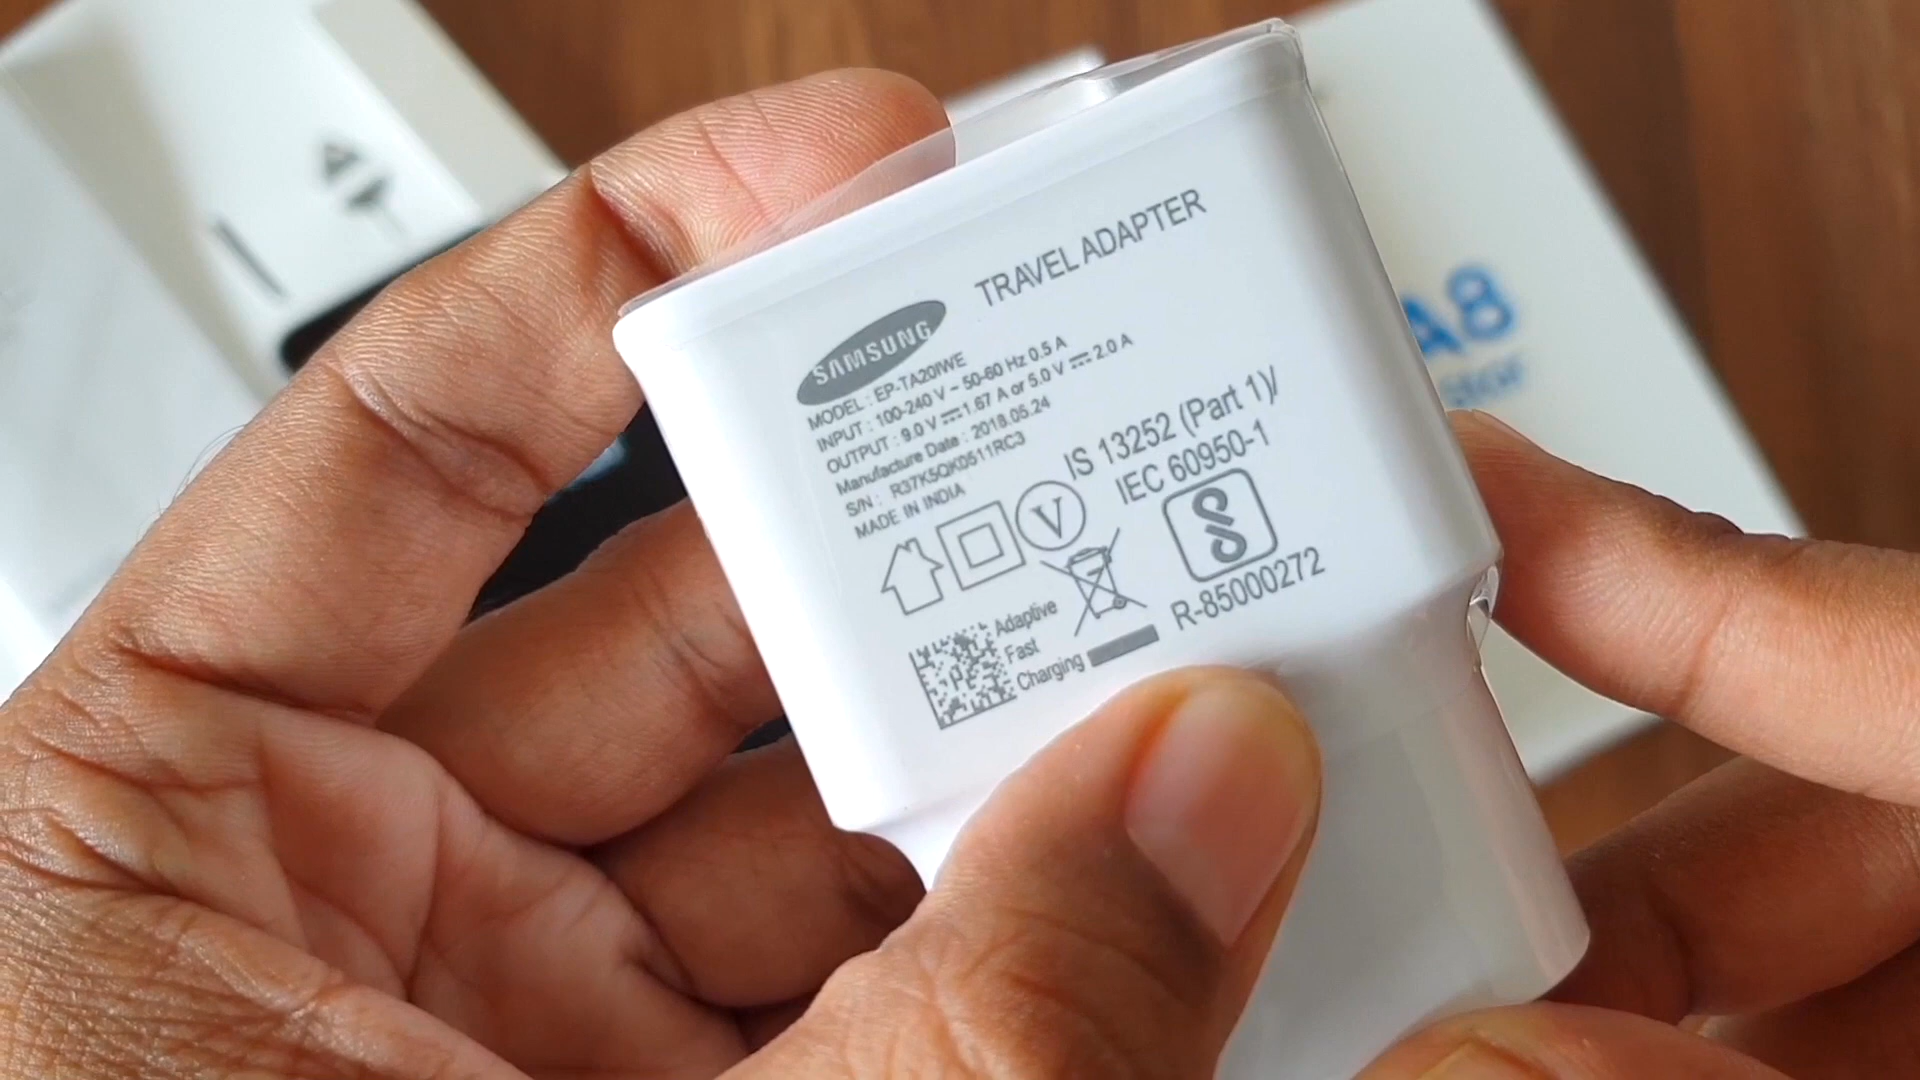 TRAVEL ADAPTER
SAMSUNG
MODEL : EP-TA20IWE
INPUT : 100-240 V ~ 50-60 Hz 0.5 A
OUTPUT : 9.0 V ⎓ 1.67 A or 5.0 V ⎓ 2.0 A
Manufacture Date : 2018.05.24
S/N : R37K5QK0511RC3
MADE IN INDIA
IS 13252 (Part 1)/
IEC 60950-1
V
R-85000272
Adaptive
Fast
Charging
A8